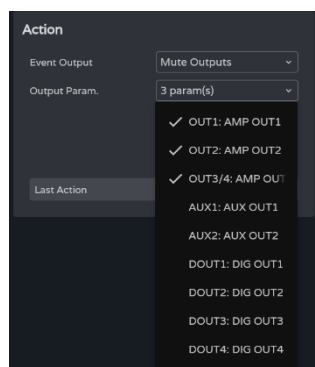 Action
Event Output
Mute Outputs
Output Param.
3 param(s)
OUT1: AMP OUT1
OUT2: AMP OUT2
OUT3/4: AMP OUT
Last Action
AUX1: AUX OUT1
AUX2: AUX OUT2
DOUT1: DIG OUT1
DOUT2: DIG OUT2
DOUT3: DIG OUT3
DOUT4: DIG OUT4